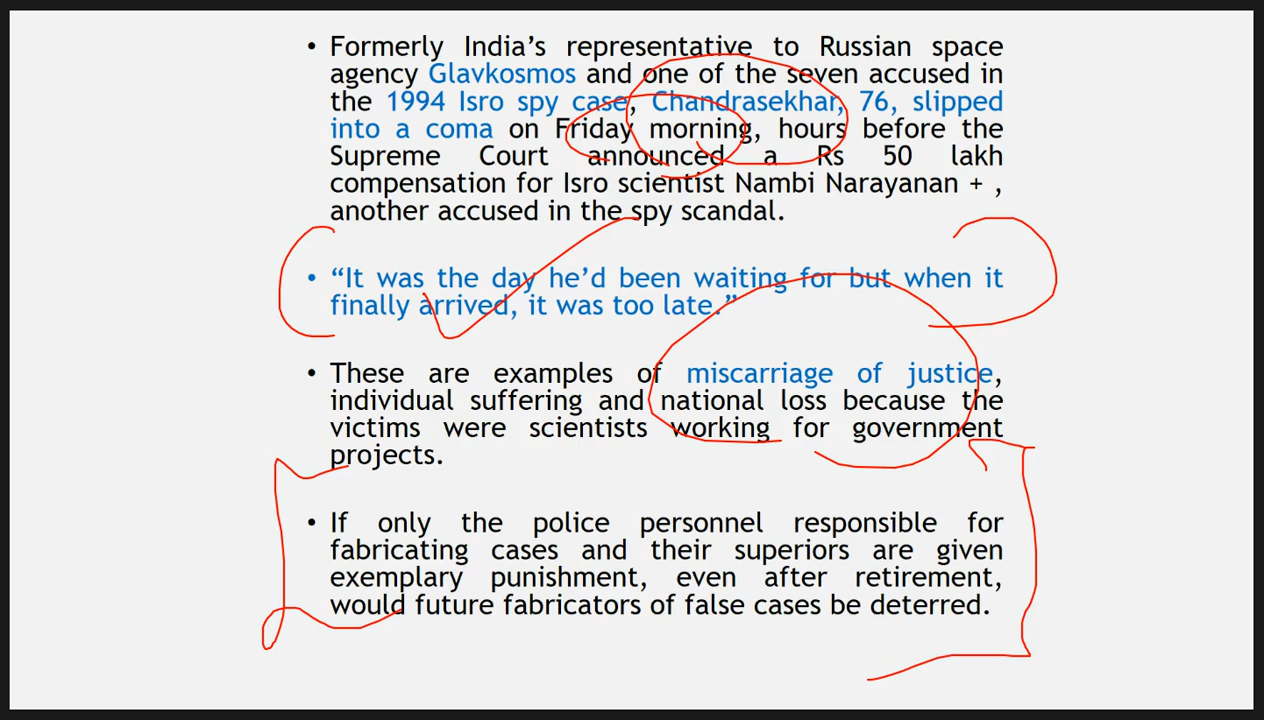 • Formerly India’s representative to Russian space
agency Glavkosmos and one of the seven accused in
the 1994 Isro spy case, Chandrasekhar, 76, slipped
into a coma on Friday morning, hours before the
Supreme Court announced a Rs 50 lakh
compensation for Isro scientist Nambi Narayanan + ,
another accused in the spy scandal.
• “It was the day he’d been waiting for but when it
finally arrived, it was too late.”
• These are examples of miscarriage of justice,
individual suffering and national loss because the
victims were scientists working for government
projects.
• If only the police personnel responsible for
fabricating cases and their superiors are given
exemplary punishment, even after retirement,
would future fabricators of false cases be deterred.